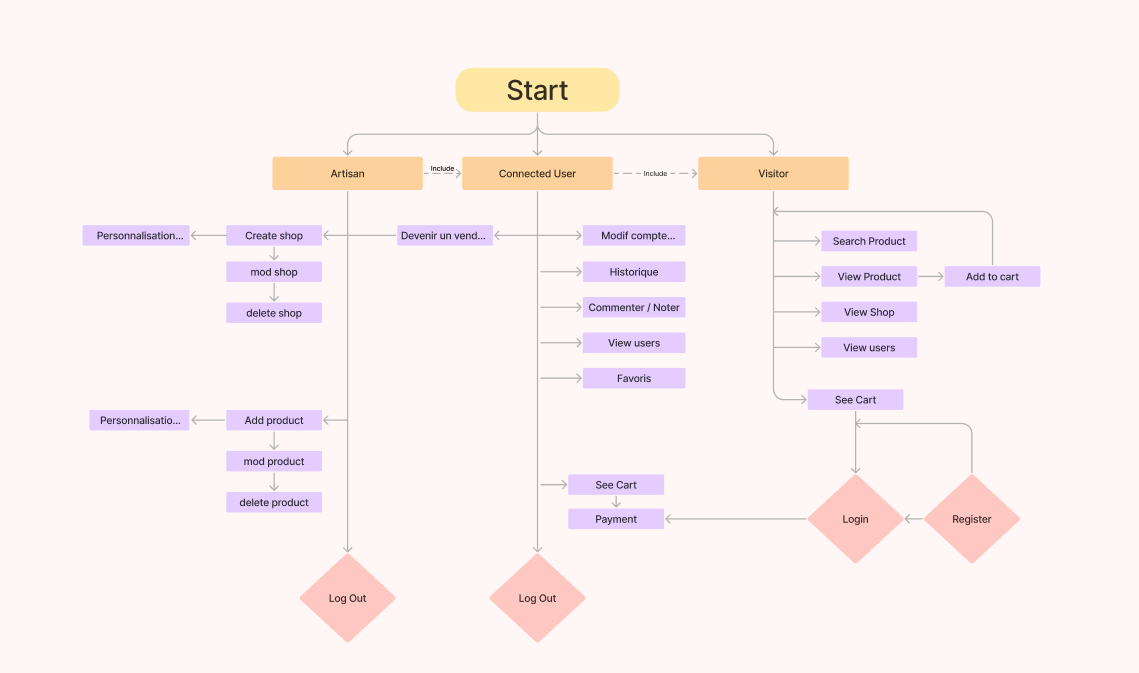 Start
Artisan
Include
Connected User
Include
Visitor
Personnalisation...
Create shop
Devenir un vend...
Modif compte...
Search Product
mod shop
Historique
View Product
Add to cart
delete shop
Commenter / Noter
View Shop
View users
View users
Favoris
See Cart
Personnalisatio...
Add product
mod product
See Cart
delete product
Payment
Login
Register
Log Out
Log Out